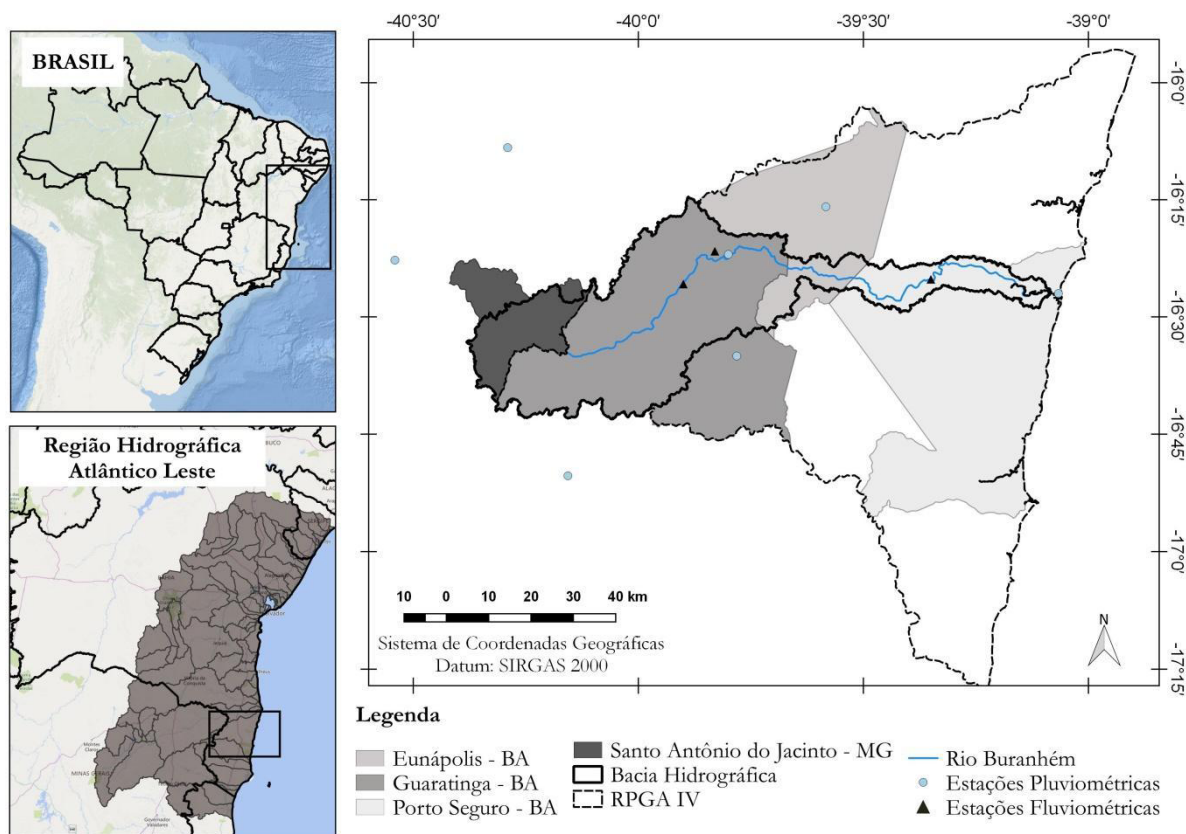 BRASIL
Região Hidrográfica
Atlântico Leste
MINAS GERAIS
-40°30'
-40°0'
-39°30'
-39°0'
-16°0'
-16°15'
-16°30'
-16°45'
-17°0'
-17°15'
10 0 10 20 30 40 km
Sistema de Coordenadas Geográficas
Datum: SIRGAS 2000
N
Legenda
Eunápolis - BA
Guaratinga - BA
Porto Seguro - BA
Santo Antônio do Jacinto - MG
Bacia Hidrográfica
RPGA IV
Rio Buranhém
Estações Pluviométricas
Estações Fluviométricas